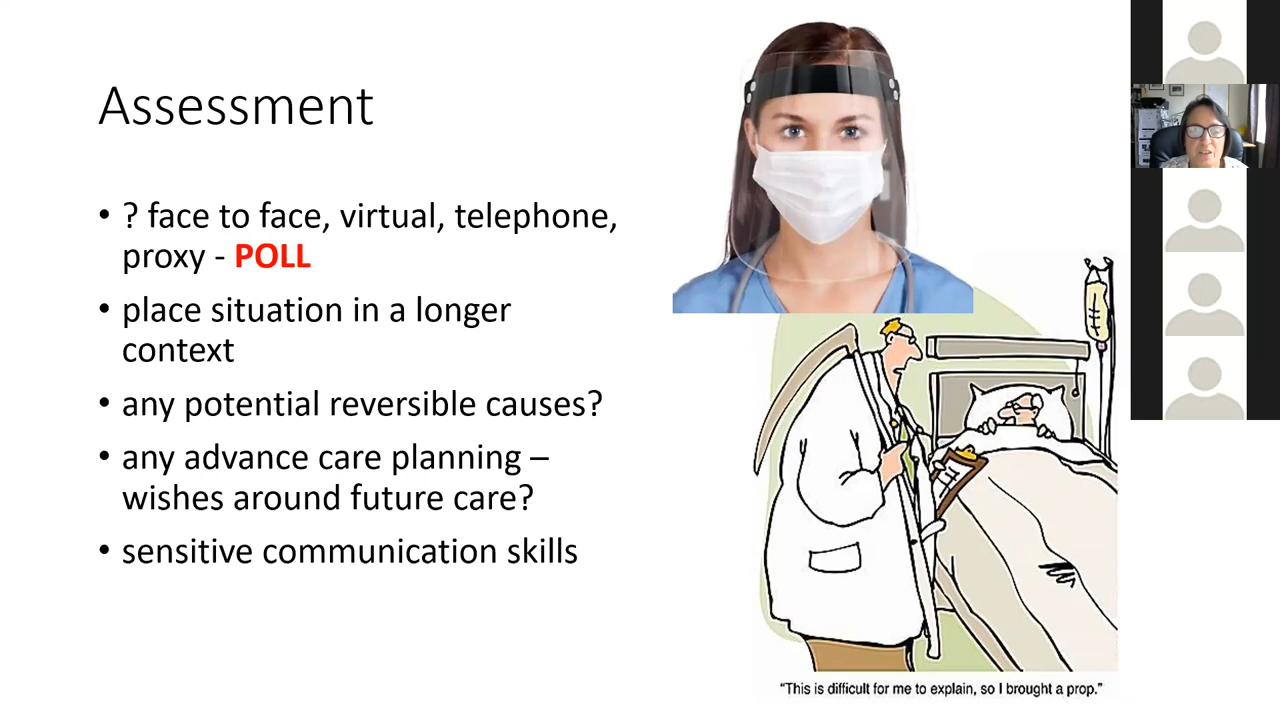 Assessment
• ? face to face, virtual, telephone,
proxy - POLL
• place situation in a longer
context
• any potential reversible causes?
• any advance care planning –
wishes around future care?
• sensitive communication skills
“This is difficult for me to explain, so I brought a prop.”